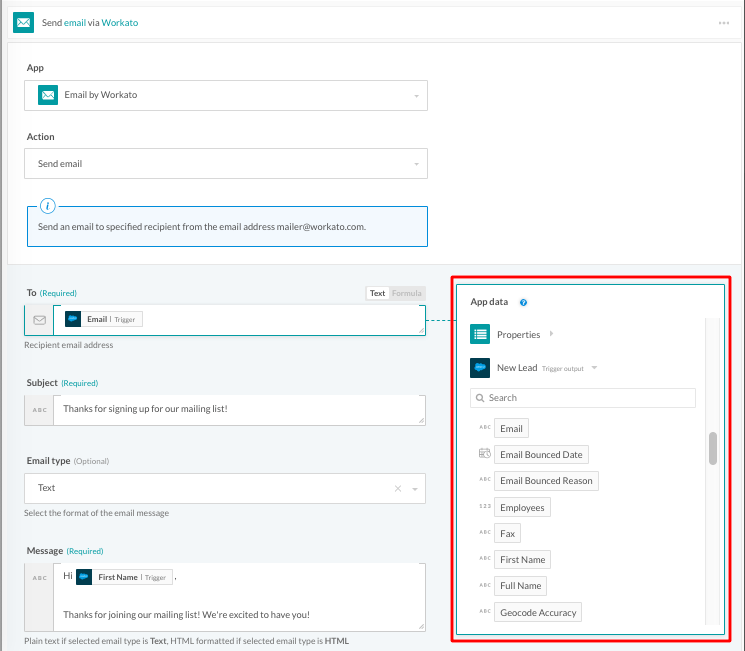 Send email via Workato
App
Email by Workato
Action
Send email
i
Send an email to specified recipient from the email address mailer@workato.com.
To (Required)
Text Formula
Email | Trigger
Recipient email address
Subject (Required)
ABC Thanks for signing up for our mailing list!
Email type (Optional)
Text
Select the format of the email message
Message (Required)
ABC Hi First Name | Trigger ,
Thanks for joining our mailing list! We're excited to have you!
Plain text if selected email type is Text, HTML formatted if selected email type is HTML
App data ?
Properties
New Lead Trigger output
Search
ABC Email
Email Bounced Date
ABC Email Bounced Reason
123 Employees
ABC Fax
ABC First Name
ABC Full Name
ABC Geocode Accuracy